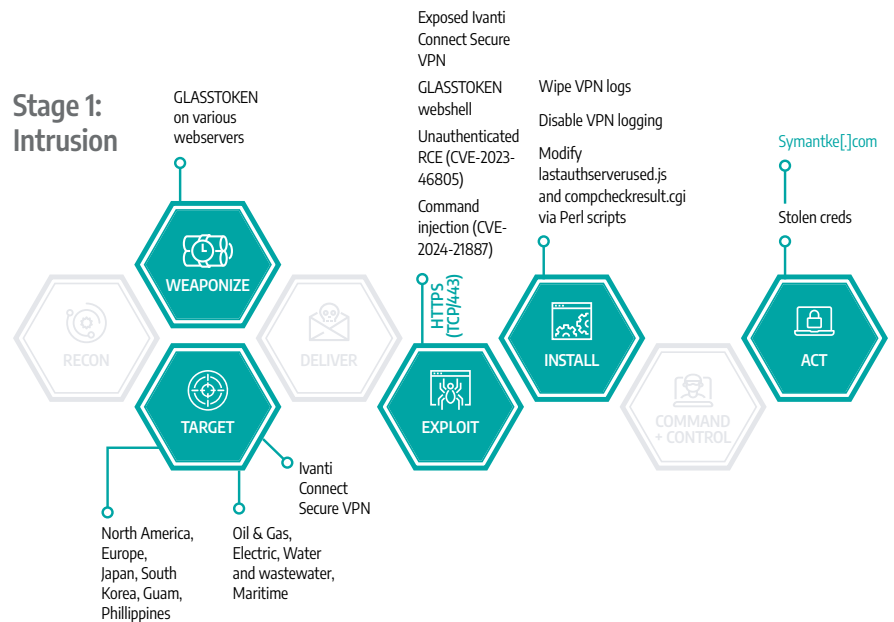 Stage 1:
Intrusion
GLASSTOKEN
on various
webservers
Exposed Ivanti
Connect Secure
VPN
GLASSTOKEN
webshell
Unauthenticated
RCE (CVE-2023-
46805)
Command
injection (CVE-
2024-21887)
Wipe VPN logs
Disable VPN logging
Modify
lastauthserverused.js
and compcheckresult.cgi
via Perl scripts
Symantke[.]com
Stolen creds
HTTPS
(TCP/443)
RECON
WEAPONIZE
TARGET
DELIVER
EXPLOIT
INSTALL
COMMAND
+ CONTROL
ACT
North America,
Europe,
Japan, South
Korea, Guam,
Phillippines
Oil & Gas,
Electric, Water
and wastewater,
Maritime
Ivanti
Connect
Secure VPN